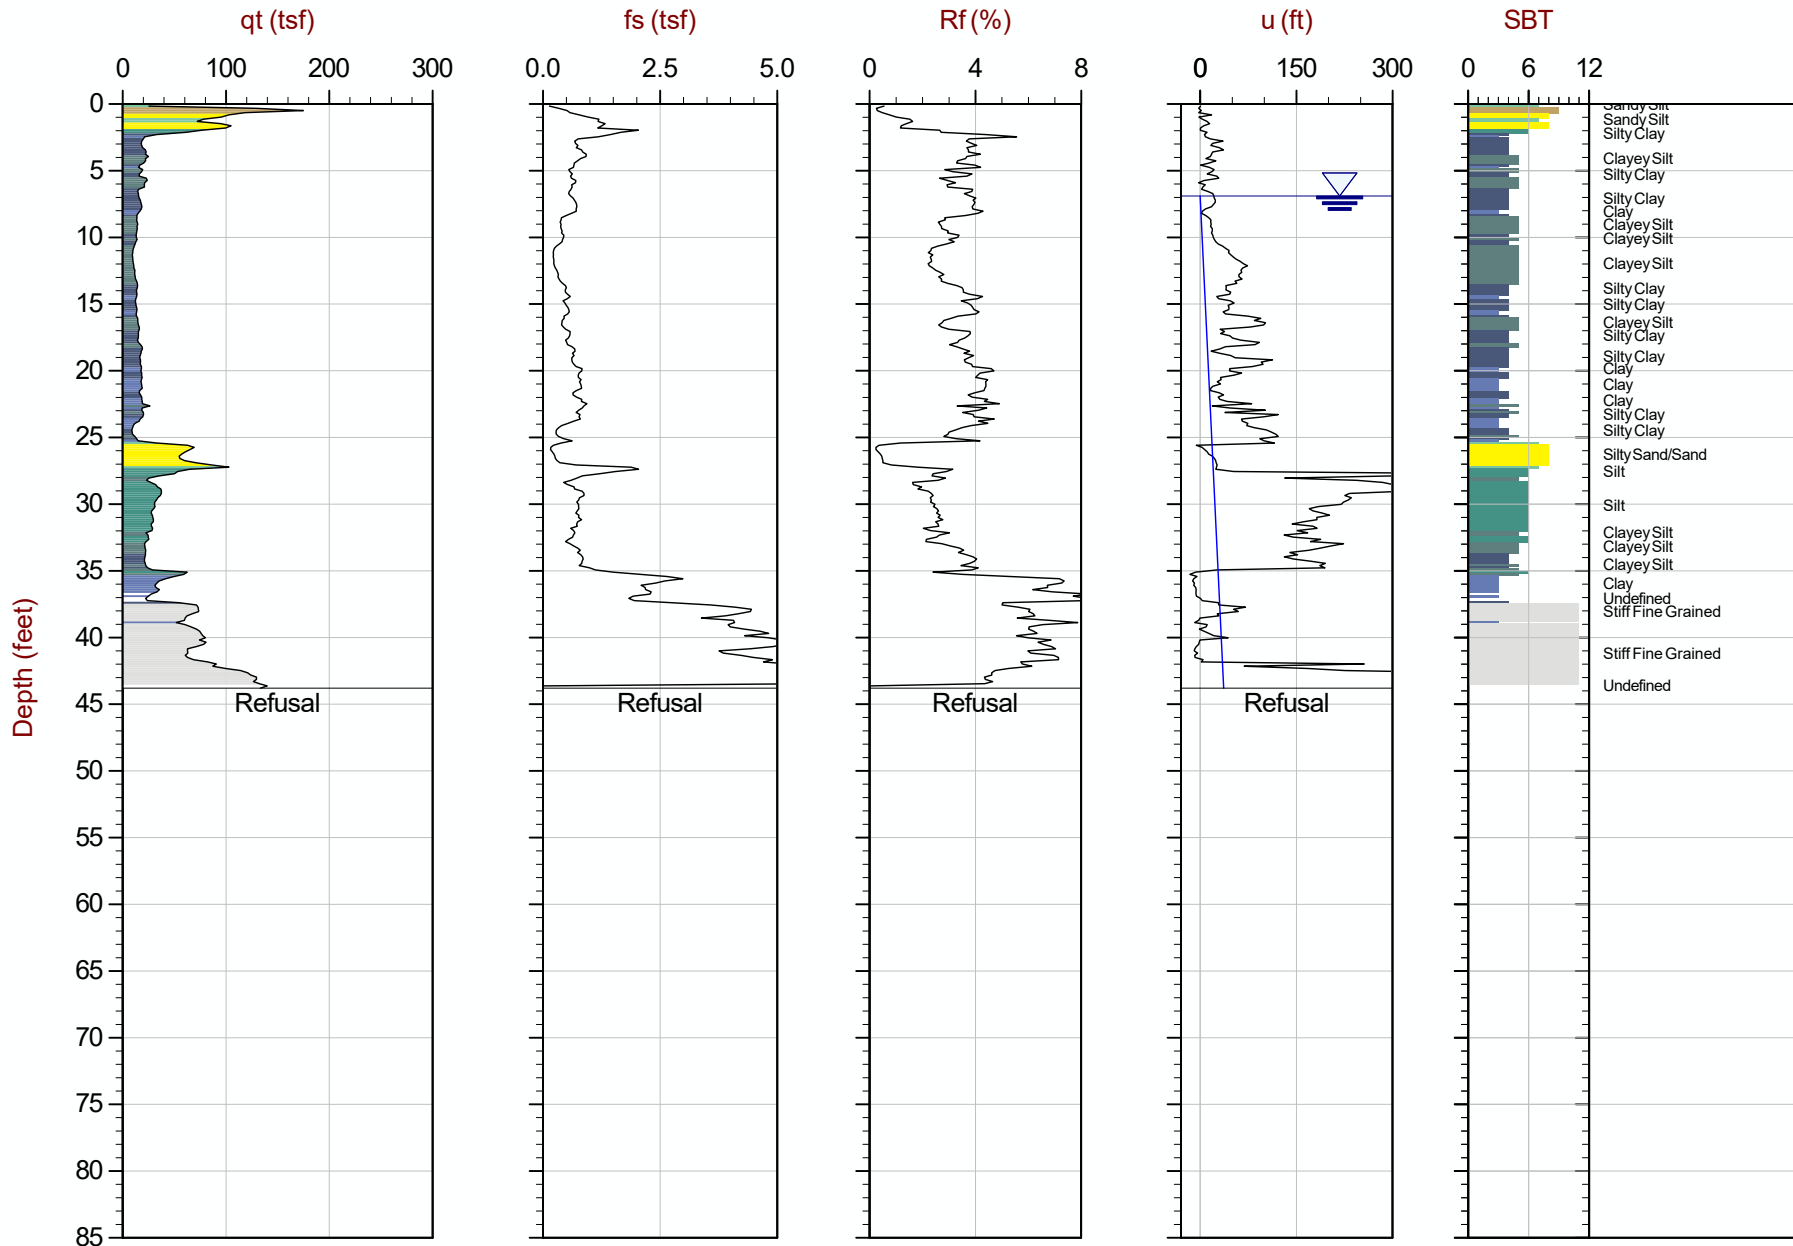 qt (tsf) fs (tsf) Rf (%) u (ft) SBT
0 100 200 300 0.0 2.5 5.0 0 4 8 0 150 300 0 6 12
0
Sandy Silt
Sandy Silt
Silty Clay
Clayey Silt
5
Silty Clay
Silty Clay
Clay
Clayey Silt
10
Clayey Silt
Clayey Silt
Silty Clay
15
Silty Clay
Clayey Silt
Silty Clay
Silty Clay
20
Clay
Clay
Clay
Silty Clay
Silty Clay
25
Silty Sand/Sand
Silt
30
Silt
Clayey Silt
Clayey Silt
35
Clayey Silt
Clay
Undefined
Stiff Fine Grained
40
Stiff Fine Grained
Undefined
Refusal Refusal Refusal Refusal
45
50
55
60
65
70
75
80
85
Depth (feet)